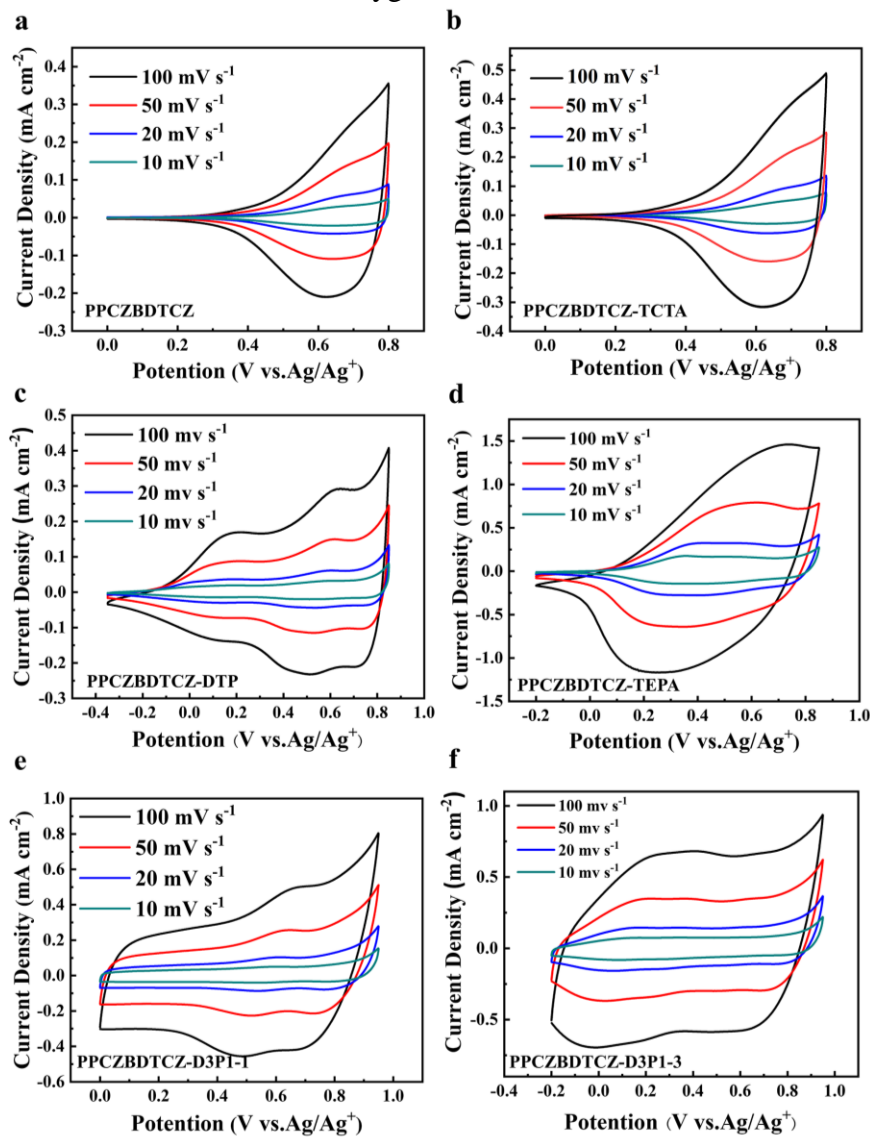 a
Current Density (mA cm⁻²)
0.4
0.3
0.2
0.1
0.0
-0.1
-0.2
-0.3
100 mV s⁻¹
50 mV s⁻¹
20 mV s⁻¹
10 mV s⁻¹
PPCZBDTCZ
0.0 0.2 0.4 0.6 0.8
Potention (V vs.Ag/Ag⁺)
b
Current Density (mA cm⁻²)
0.5
0.4
0.3
0.2
0.1
0.0
-0.1
-0.2
-0.3
-0.4
100 mV s⁻¹
50 mV s⁻¹
20 mV s⁻¹
10 mV s⁻¹
PPCZBDTCZ-TCTA
0.0 0.2 0.4 0.6 0.8
Potention (V vs.Ag/Ag⁺)
c
Current Density (mA cm⁻²)
0.5
0.4
0.3
0.2
0.1
0.0
-0.1
-0.2
-0.3
100 mv s⁻¹
50 mv s⁻¹
20 mv s⁻¹
10 mv s⁻¹
PPCZBDTCZ-DTP
-0.4 -0.2 0.0 0.2 0.4 0.6 0.8 1.0
Potention (V vs.Ag/Ag⁺)
d
Current Density (mA cm⁻²)
1.5
1.0
0.5
0.0
-0.5
-1.0
-1.5
100 mV s⁻¹
50 mV s⁻¹
20 mV s⁻¹
10 mV s⁻¹
PPCZBDTCZ-TEPA
-0.2 0.0 0.2 0.4 0.6 0.8 1.0
Potention (V vs.Ag/Ag⁺)
e
Current Density (mA cm⁻²)
1.0
0.8
0.6
0.4
0.2
0.0
-0.2
-0.4
-0.6
100 mV s⁻¹
50 mV s⁻¹
20 mV s⁻¹
10 mV s⁻¹
PPCZBDTCZ-D3P1-1
0.0 0.2 0.4 0.6 0.8 1.0
Potention (V vs.Ag/Ag⁺)
f
Current Density (mA cm⁻²)
1.0
0.5
0.0
-0.5
100 mv s⁻¹
50 mv s⁻¹
20 mv s⁻¹
10 mv s⁻¹
PPCZBDTCZ-D3P1-3
-0.4 -0.2 0.0 0.2 0.4 0.6 0.8 1.0
Potention (V vs.Ag/Ag⁺)